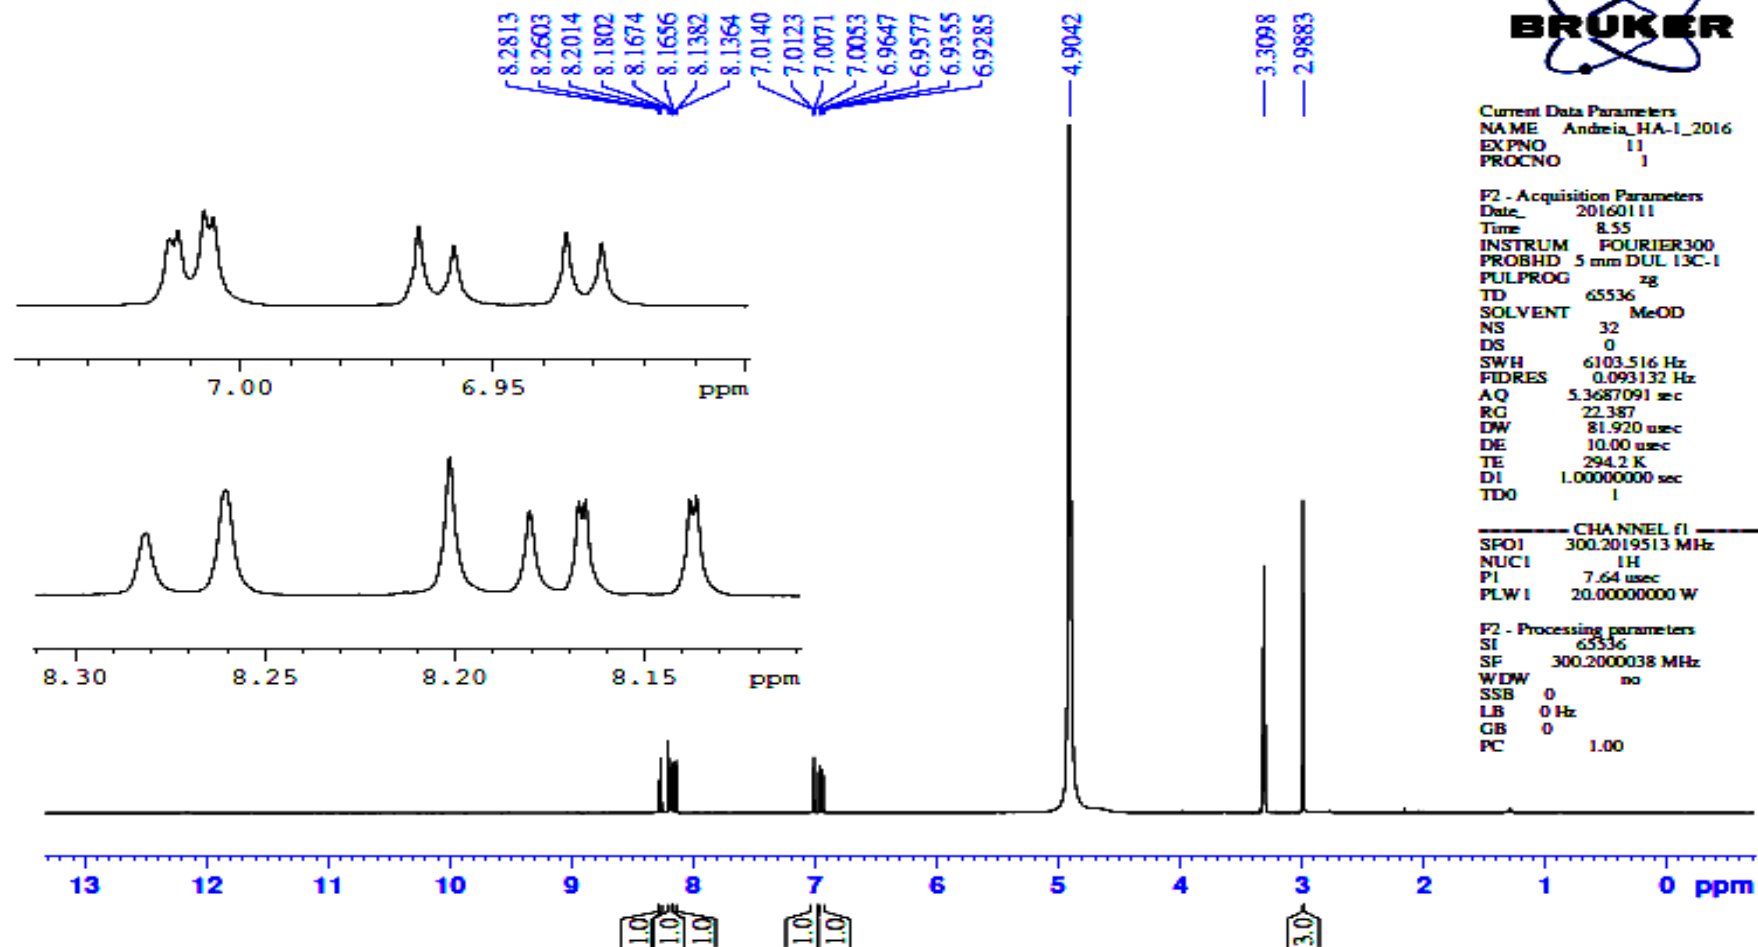 8.2813
8.2603
8.2014
8.1802
8.1674
8.1656
8.1382
8.1364
7.0140
7.0123
7.0071
7.0053
6.9647
6.9577
6.9355
6.9285
4.9042
3.3098
2.9883
BRUKER
Current Data Parameters
NAME Andreia_HA-1_2016
EXPNO 11
PROCNO 1
F2 - Acquisition Parameters
Date_ 20160111
Time 8.55
INSTRUM FOURIER300
PROBHD 5 mm DUL 13C-1
PULPROG zg
TD 65536
SOLVENT MeOD
NS 32
DS 0
SWH 6103.516 Hz
FIDRES 0.093132 Hz
AQ 5.3687091 sec
RG 22.387
DW 81.920 usec
DE 10.00 usec
TE 294.2 K
D1 1.00000000 sec
TD0 1
======== CHANNEL f1 ========
SFO1 300.2019513 MHz
NUC1 1H
P1 7.64 usec
PLW1 20.00000000 W
F2 - Processing parameters
SI 65536
SF 300.2000038 MHz
WDW no
SSB 0
LB 0 Hz
GB 0
PC 1.00
7.00 6.95 ppm
8.30 8.25 8.20 8.15 ppm
13 12 11 10 9 8 7 6 5 4 3 2 1 0 ppm
1.0 1.0 1.0 1.0 1.0 3.0